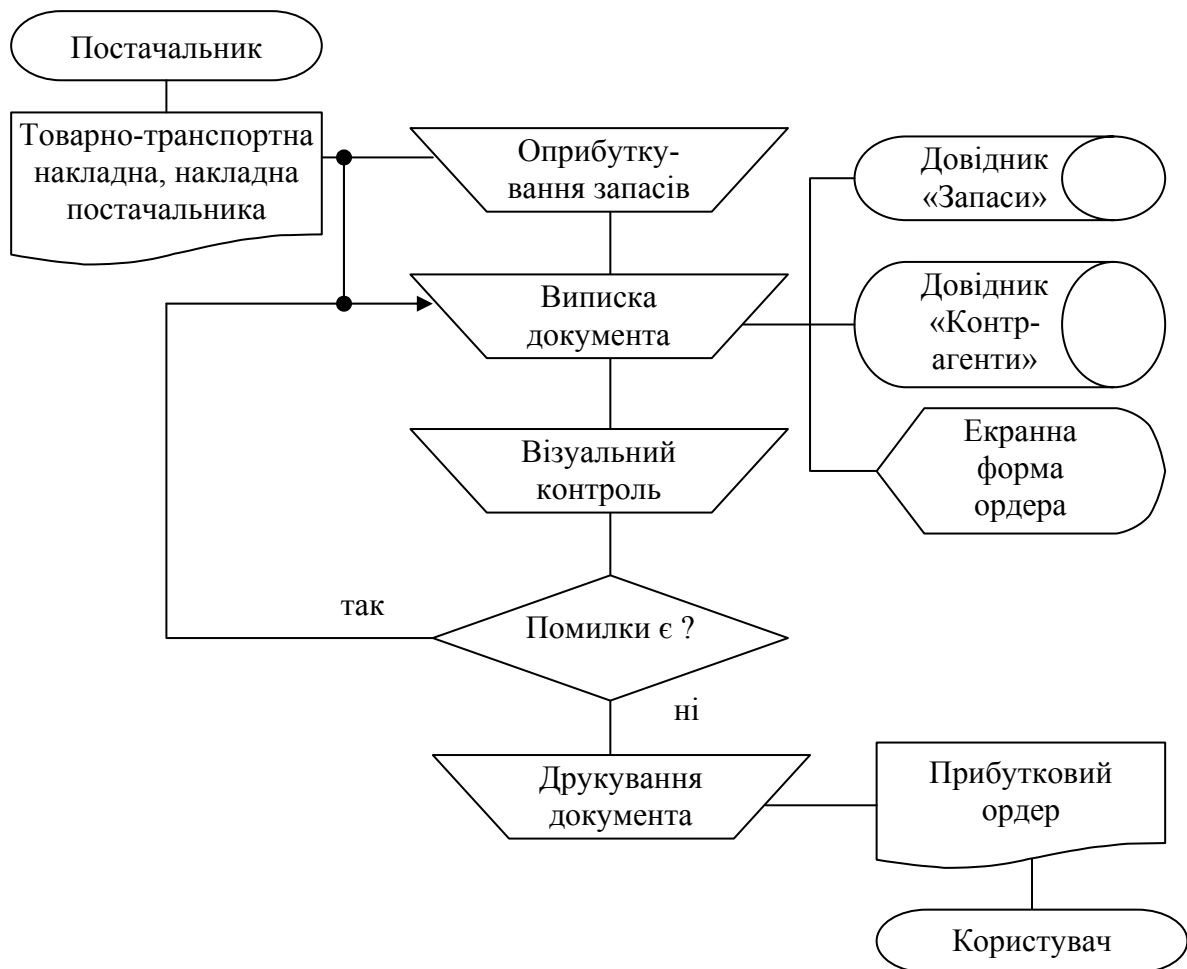 Постачальник
Товарно-транспортна
накладна, накладна
постачальника
Оприбутку-
вання запасів
Довідник
«Запаси»
Виписка
документа
Довідник
«Контр-
агенти»
Візуальний
контроль
Екранна
форма
ордера
так
Помилки є ?
ні
Друкування
документа
Прибутковий
ордер
Користувач